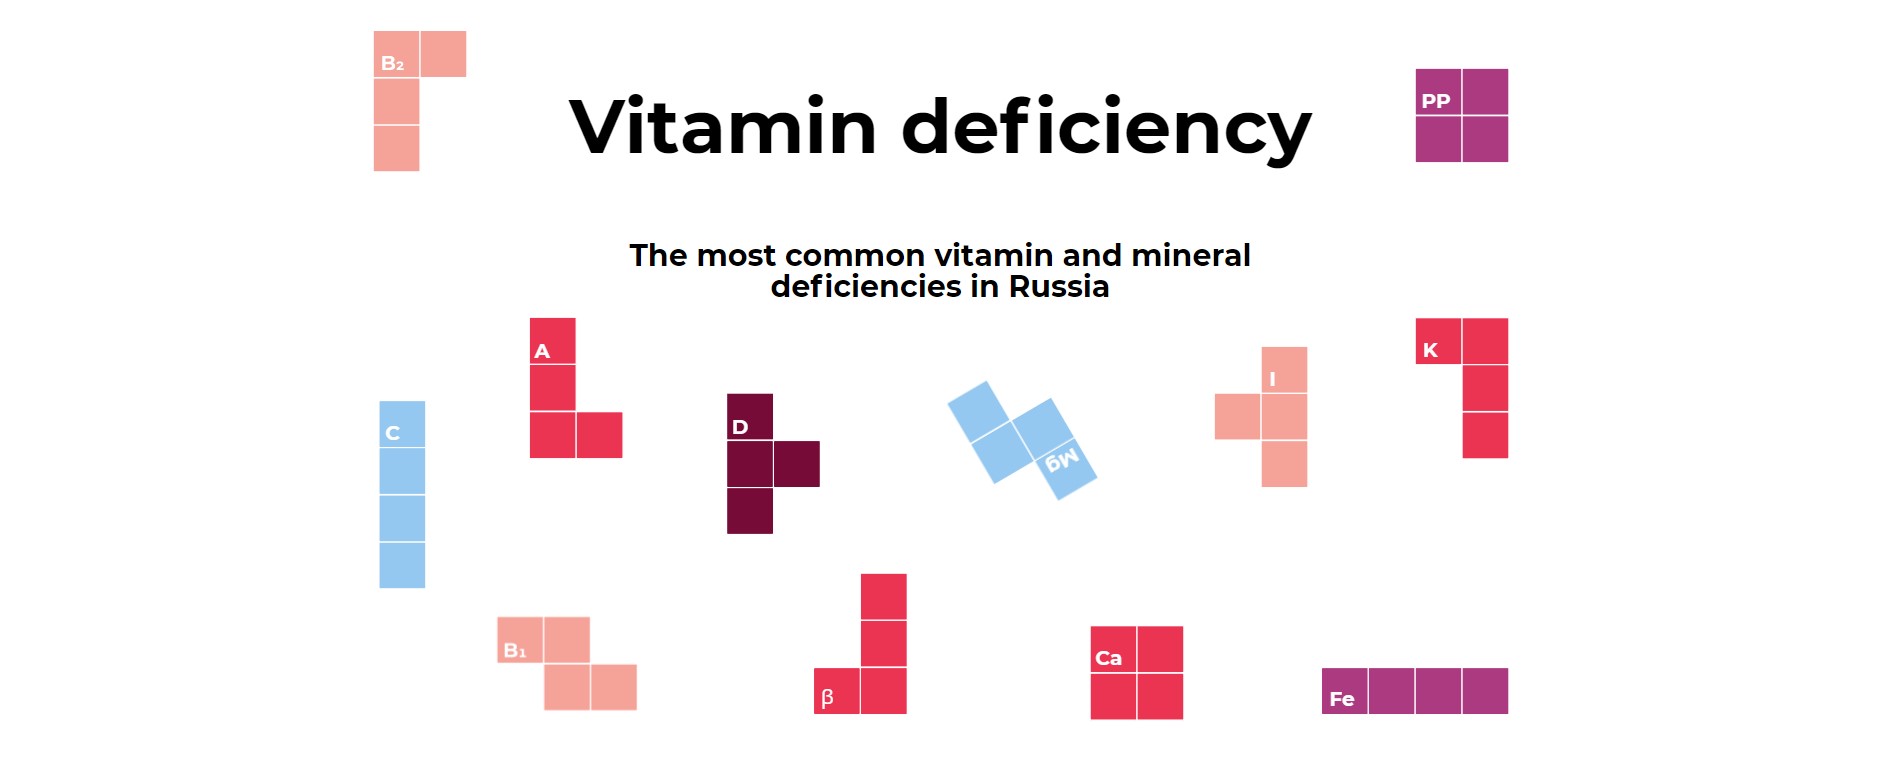 B₂
PP
Vitamin deficiency
The most common vitamin and mineral
deficiencies in Russia
A
K
I
C
D
Mg
B₁
β
Ca
Fe